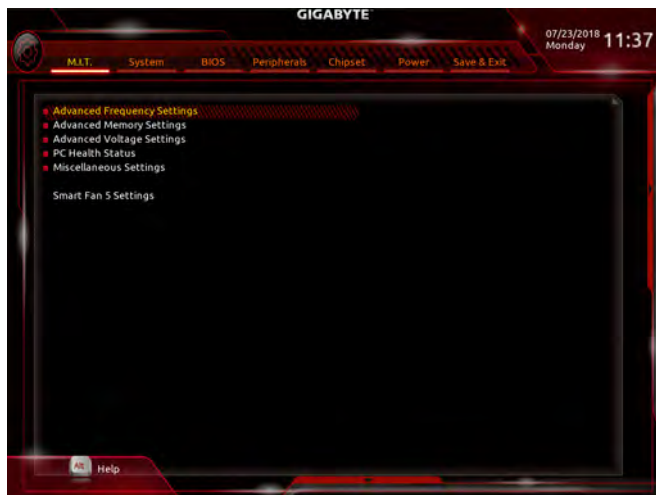 GIGABYTE™
07/23/2018
Monday
11:37
M.I.T. System BIOS Peripherals Chipset Power Save & Exit
Advanced Frequency Settings
Advanced Memory Settings
Advanced Voltage Settings
PC Health Status
Miscellaneous Settings
Smart Fan 5 Settings
Alt Help